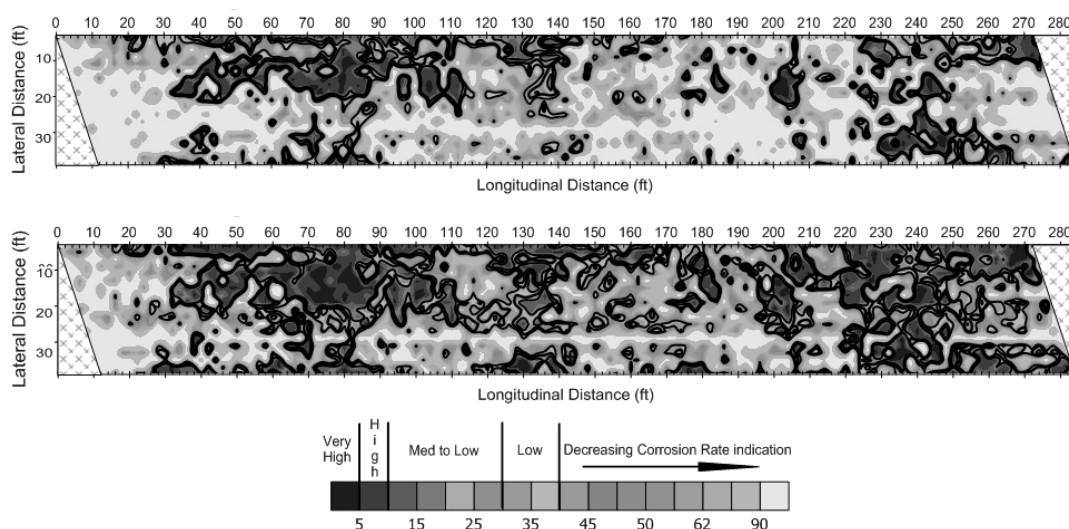 0 10 20 30 40 50 60 70 80 90 100 110 120 130 140 150 160 170 180 190 200 210 220 230 240 250 260 270 280
Lateral Distance (ft)
10
20
30
Longitudinal Distance (ft)
0 10 20 30 40 50 60 70 80 90 100 110 120 130 140 150 160 170 180 190 200 210 220 230 240 250 260 270 280
Lateral Distance (ft)
10
20
30
Longitudinal Distance (ft)
Very High
High
Med to Low
Low
Decreasing Corrosion Rate indication
5 15 25 35 45 50 62 90